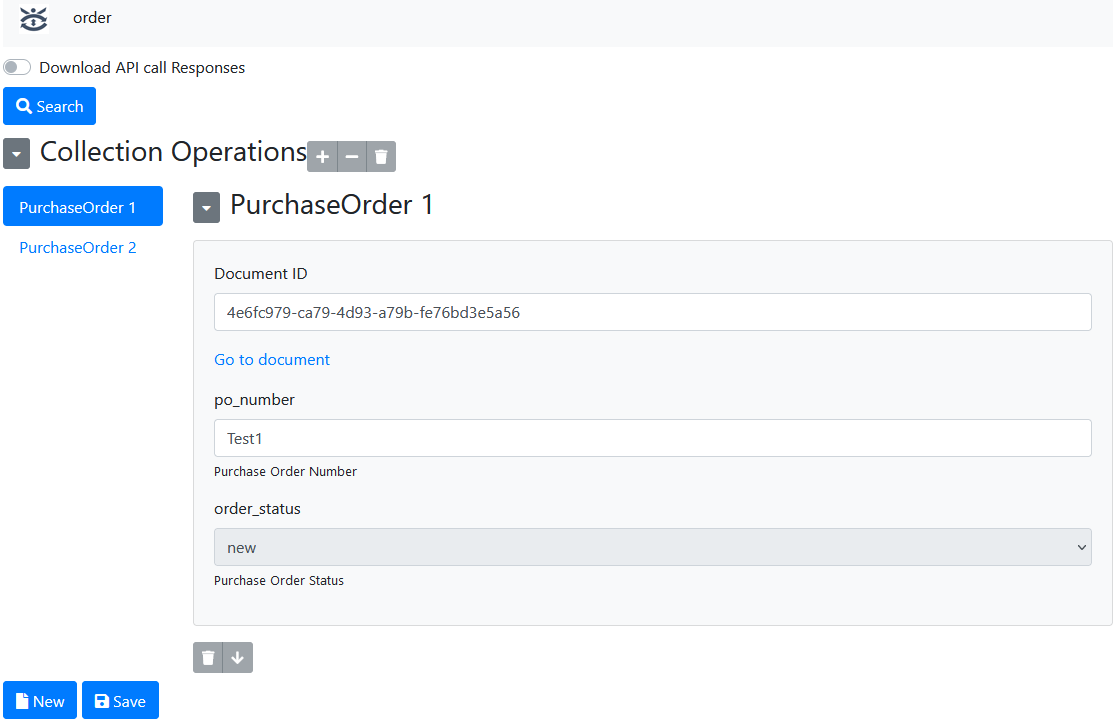 order
Download API call Responses
Search
Collection Operations
PurchaseOrder 1
PurchaseOrder 2
PurchaseOrder 1
Document ID
4e6fc979-ca79-4d93-a79b-fe76bd3e5a56
Go to document
po_number
Test1
Purchase Order Number
order_status
new
Purchase Order Status
New Save